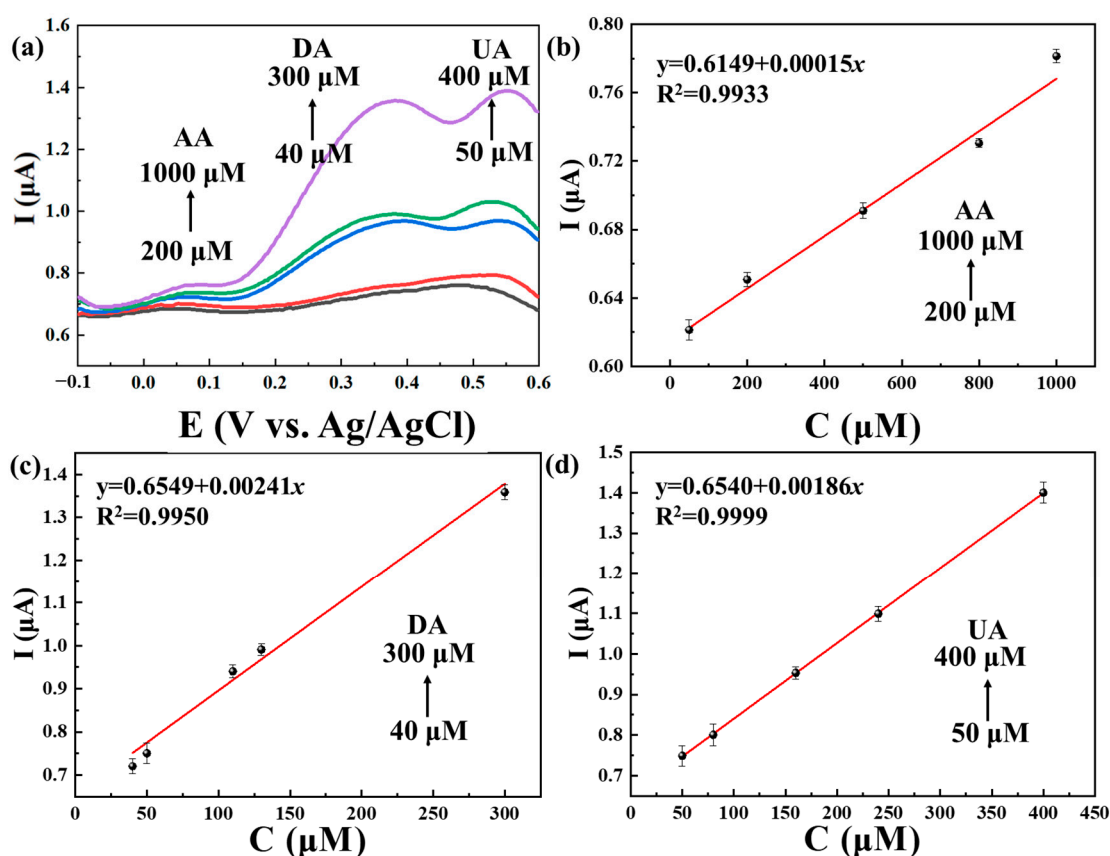 (a)
1.6
1.4
1.2
1.0
0.8
0.6
I (μA)
AA
1000 μM
200 μM
DA
300 μM
40 μM
UA
400 μM
50 μM
−0.1 0.0 0.1 0.2 0.3 0.4 0.5 0.6
E (V vs. Ag/AgCl)
(b)
0.80
0.76
0.72
0.68
0.64
0.60
I (μA)
y=0.6149+0.00015x
R²=0.9933
AA
1000 μM
200 μM
0 200 400 600 800 1000
C (μM)
(c)
1.4
1.3
1.2
1.1
1.0
0.9
0.8
0.7
I (μA)
y=0.6549+0.00241x
R²=0.9950
DA
300 μM
40 μM
0 50 100 150 200 250 300
C (μM)
(d)
1.5
1.4
1.3
1.2
1.1
1.0
0.9
0.8
0.7
I (μA)
y=0.6540+0.00186x
R²=0.9999
UA
400 μM
50 μM
0 50 100 150 200 250 300 350 400 450
C (μM)